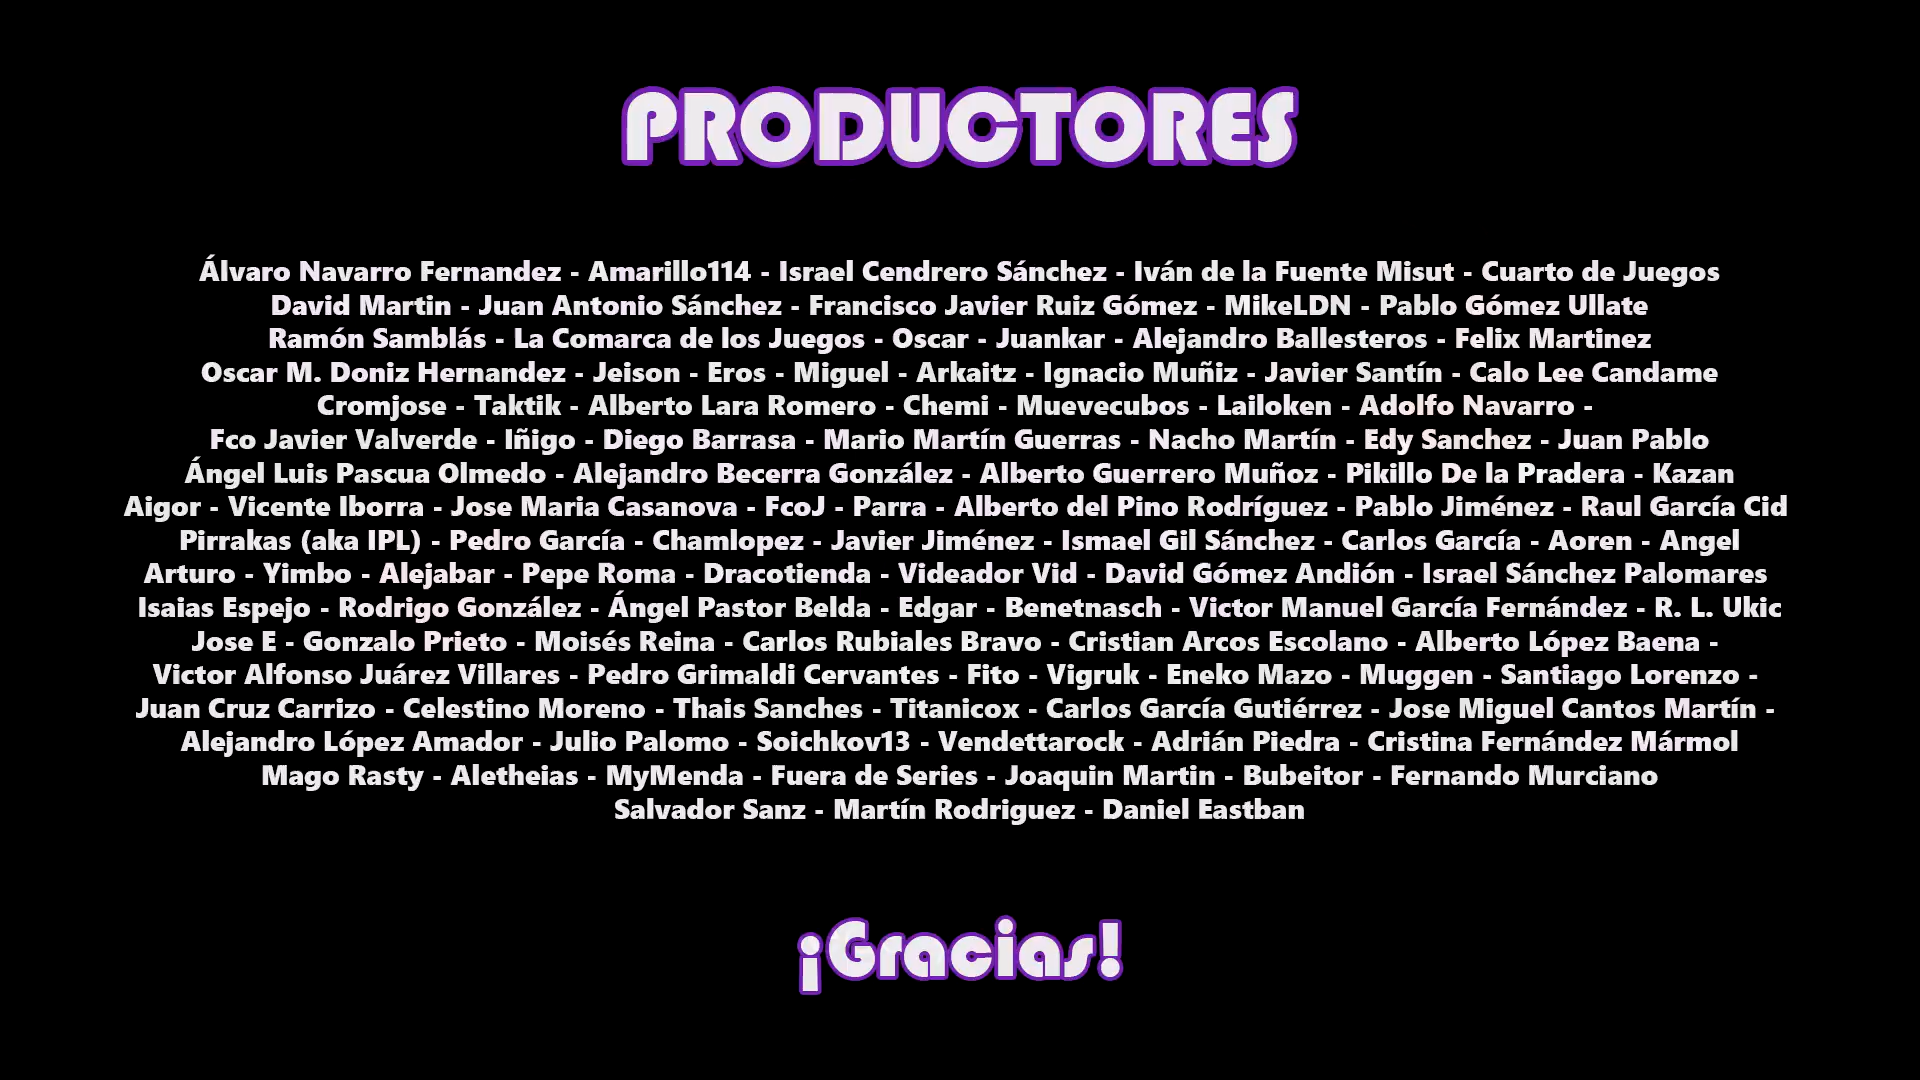 PRODUCTORES
Álvaro Navarro Fernandez - Amarillo114 - Israel Cendrero Sánchez - Iván de la Fuente Misut - Cuarto de Juegos
David Martin - Juan Antonio Sánchez - Francisco Javier Ruiz Gómez - MikeLDN - Pablo Gómez Ullate
Ramón Samblás - La Comarca de los Juegos - Oscar - Juankar - Alejandro Ballesteros - Felix Martinez
Oscar M. Doniz Hernandez - Jeison - Eros - Miguel - Arkaitz - Ignacio Muñiz - Javier Santín - Calo Lee Candame
Cromjose - Taktik - Alberto Lara Romero - Chemi - Muevecubos - Lailoken - Adolfo Navarro -
Fco Javier Valverde - Iñigo - Diego Barrasa - Mario Martín Guerras - Nacho Martín - Edy Sanchez - Juan Pablo
Ángel Luis Pascua Olmedo - Alejandro Becerra González - Alberto Guerrero Muñoz - Pikillo De la Pradera - Kazan
Aigor - Vicente Iborra - Jose Maria Casanova - FcoJ - Parra - Alberto del Pino Rodríguez - Pablo Jiménez - Raul García Cid
Pirrakas (aka IPL) - Pedro García - Chamlopez - Javier Jiménez - Ismael Gil Sánchez - Carlos García - Aoren - Angel
Arturo - Yimbo - Alejabar - Pepe Roma - Dracotienda - Videador Vid - David Gómez Andión - Israel Sánchez Palomares
Isaias Espejo - Rodrigo González - Ángel Pastor Belda - Edgar - Benetnasch - Victor Manuel García Fernández - R. L. Ukic
Jose E - Gonzalo Prieto - Moisés Reina - Carlos Rubiales Bravo - Cristian Arcos Escolano - Alberto López Baena -
Victor Alfonso Juárez Villares - Pedro Grimaldi Cervantes - Fito - Vigruk - Eneko Mazo - Muggen - Santiago Lorenzo -
Juan Cruz Carrizo - Celestino Moreno - Thais Sanches - Titanicox - Carlos García Gutiérrez - Jose Miguel Cantos Martín -
Alejandro López Amador - Julio Palomo - Soichkov13 - Vendettarock - Adrián Piedra - Cristina Fernández Mármol
Mago Rasty - Aletheias - MyMenda - Fuera de Series - Joaquin Martin - Bubeitor - Fernando Murciano
Salvador Sanz - Martín Rodriguez - Daniel Eastban
¡Gracias!